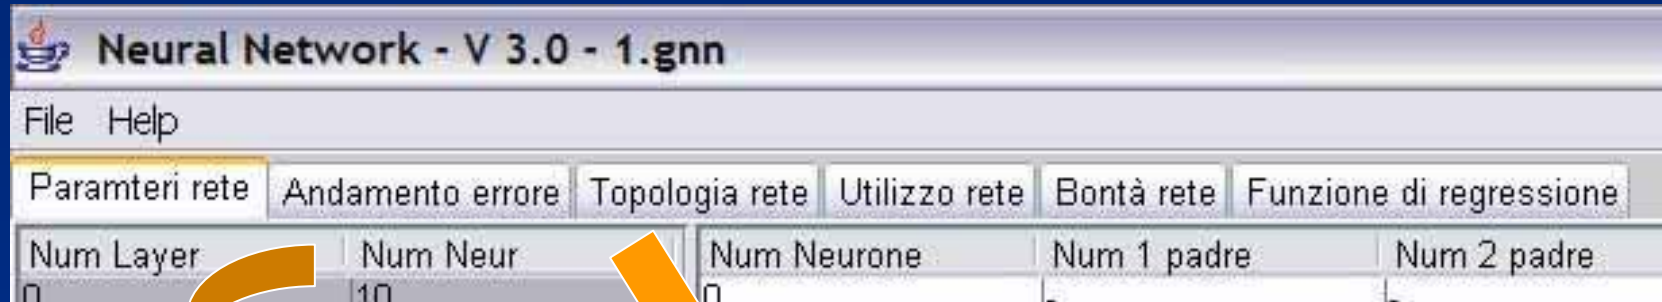 Neural Network - V 3.0 - 1.gnn
File Help
Paramteri rete Andamento errore Topologia rete Utilizzo rete Bontà rete Funzione di regressione
Num Layer Num Neur Num Neurone Num 1 padre Num 2 padre
0 10 0 - -